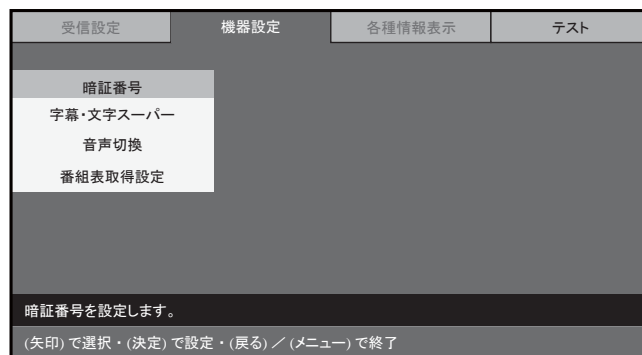 受信設定 機器設定 各種情報表示 テスト
暗証番号
字幕・文字スーパー
音声切換
番組表取得設定
暗証番号を設定します。
(矢印) で選択・(決定) で設定・(戻る) ／ (メニュー) で終了